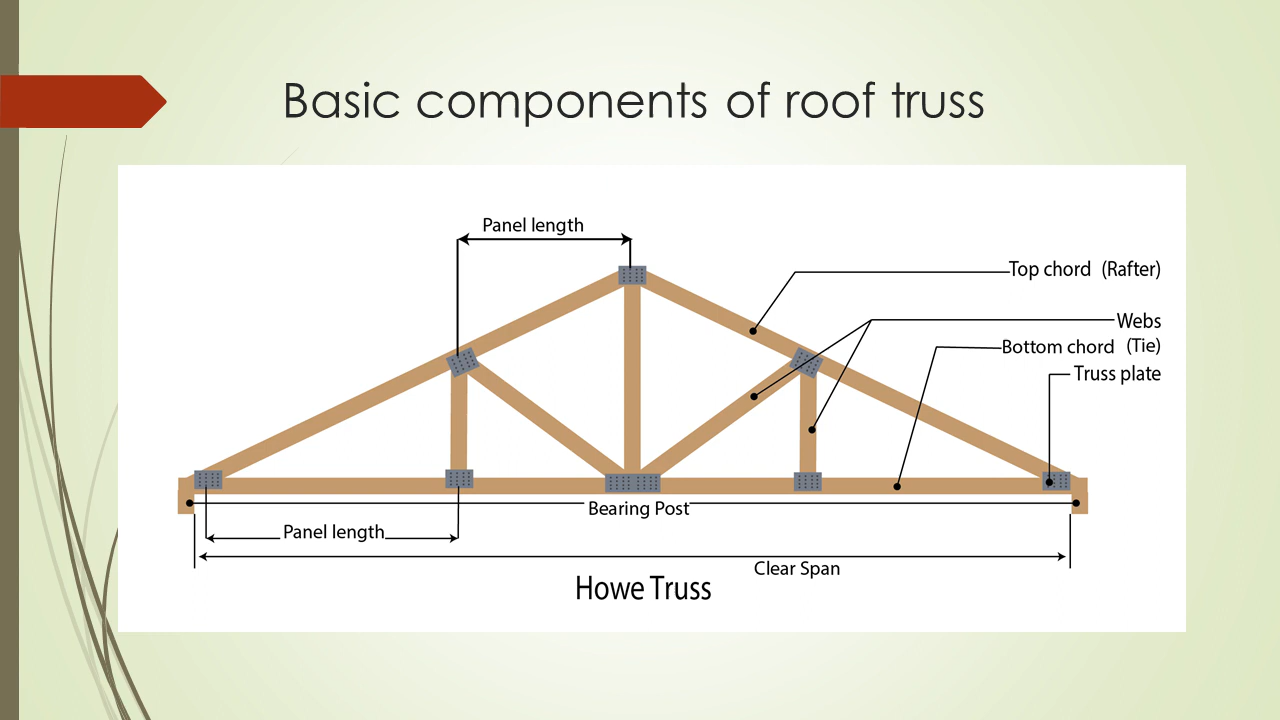 Basic components of roof truss
Panel length
Top chord (Rafter)
Webs
Bottom chord (Tie)
Truss plate
Bearing Post
Panel length
Clear Span
Howe Truss